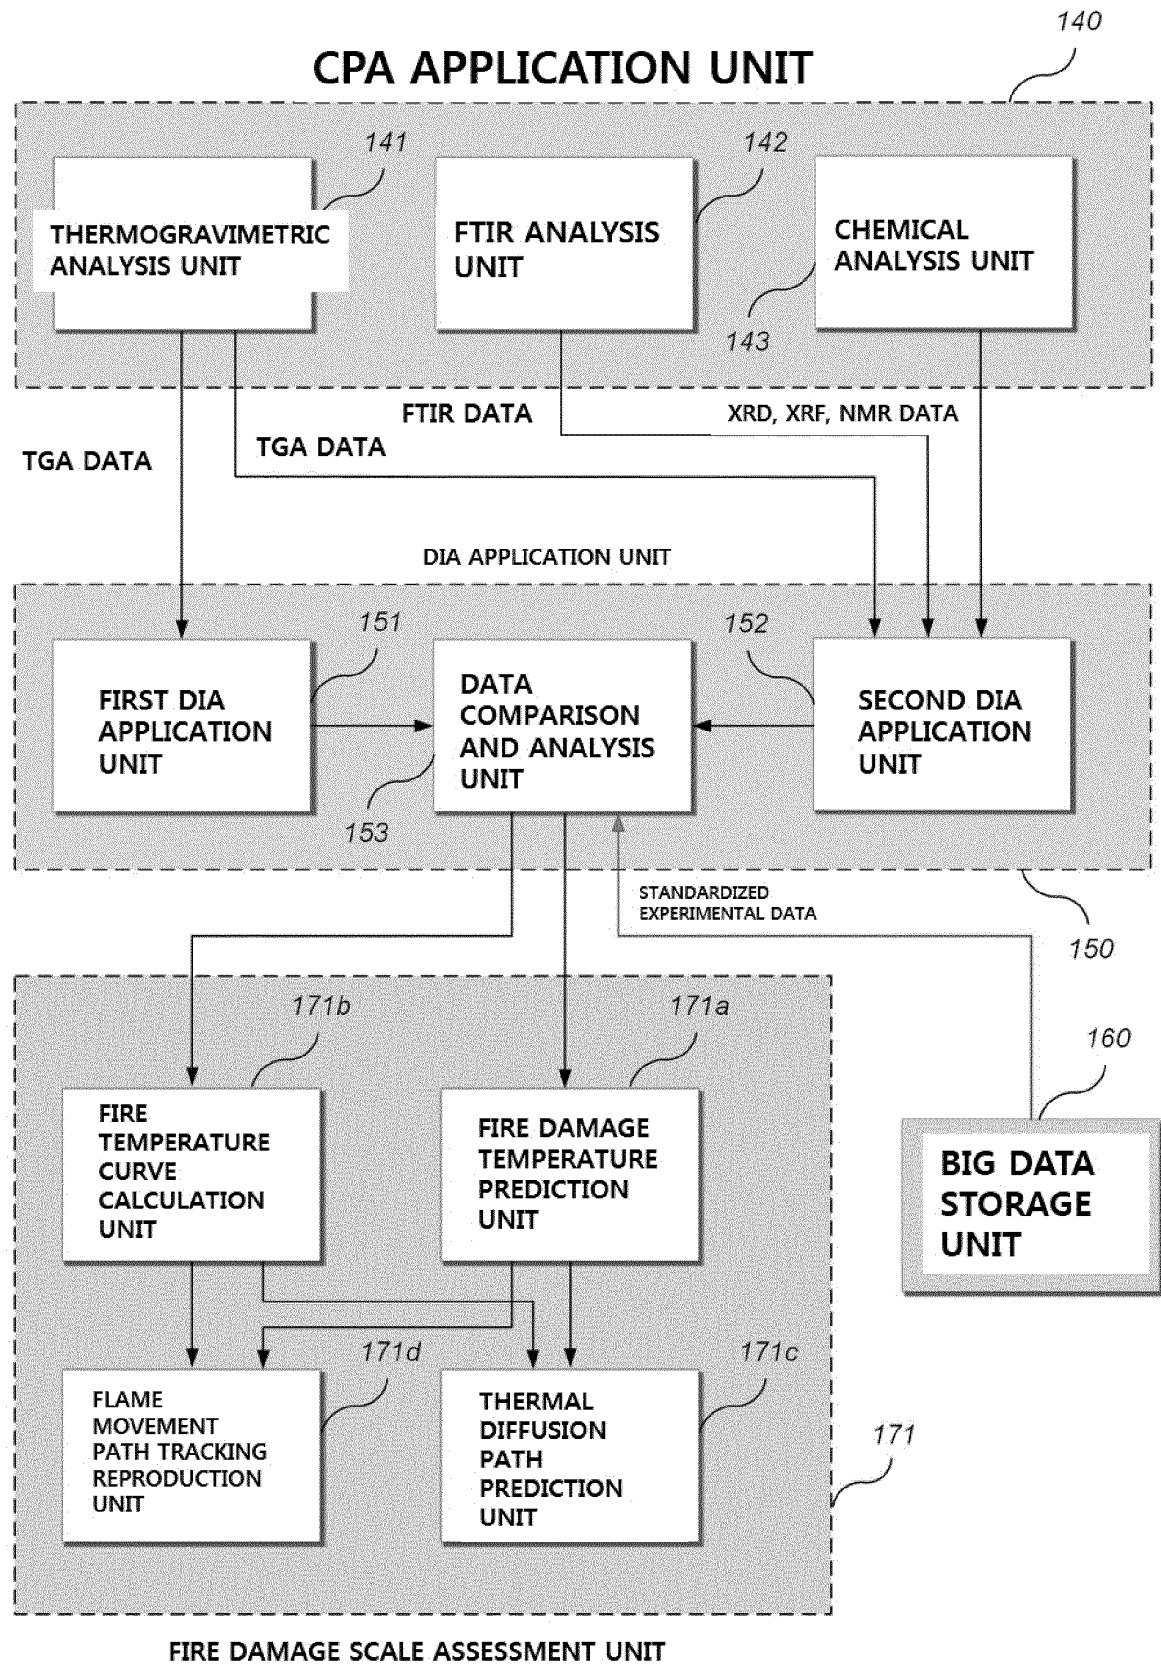 140
CPA APPLICATION UNIT
141
142
THERMOGRAVIMETRIC
ANALYSIS UNIT
FTIR ANALYSIS
UNIT
CHEMICAL
ANALYSIS UNIT
143
FTIR DATA
XRD, XRF, NMR DATA
TGA DATA
TGA DATA
DIA APPLICATION UNIT
151
152
FIRST DIA
APPLICATION
UNIT
DATA
COMPARISON
AND ANALYSIS
UNIT
SECOND DIA
APPLICATION
UNIT
153
STANDARDIZED
EXPERIMENTAL DATA
150
171b
171a
160
FIRE
TEMPERATURE
CURVE
CALCULATION
UNIT
FIRE DAMAGE
TEMPERATURE
PREDICTION
UNIT
BIG DATA
STORAGE
UNIT
171d
171c
FLAME
MOVEMENT
PATH TRACKING
REPRODUCTION
UNIT
THERMAL
DIFFUSION
PATH
PREDICTION
UNIT
171
FIRE DAMAGE SCALE ASSESSMENT UNIT